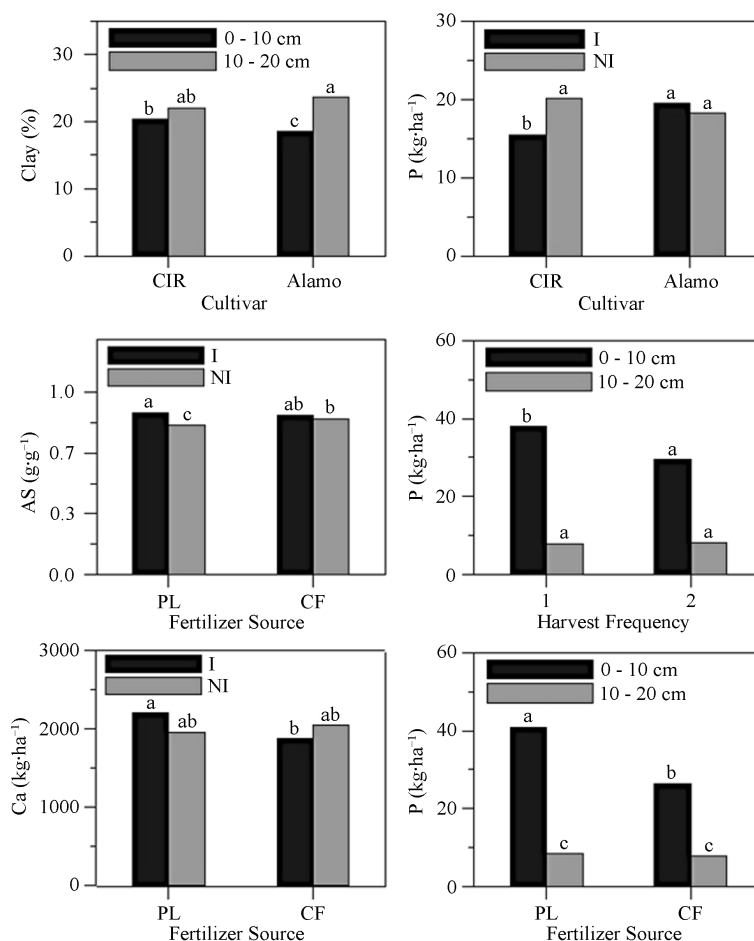 30
20
10
0
Clay (%)
0 - 10 cm
10 - 20 cm
b
ab
c
a
CIR
Alamo
Cultivar
30
20
10
0
P (kg·ha⁻¹)
I
NI
b
a
a
a
CIR
Alamo
Cultivar
1.0
0.7
0.3
0.0
AS (g·g⁻¹)
I
NI
a
c
ab
b
PL
CF
Fertilizer Source
60
40
20
0
P (kg·ha⁻¹)
0 - 10 cm
10 - 20 cm
b
a
a
a
1
2
Harvest Frequency
3000
2000
1000
0
Ca (kg·ha⁻¹)
I
NI
a
ab
b
ab
PL
CF
Fertilizer Source
60
40
20
0
P (kg·ha⁻¹)
0 - 10 cm
10 - 20 cm
a
c
b
c
PL
CF
Fertilizer Source